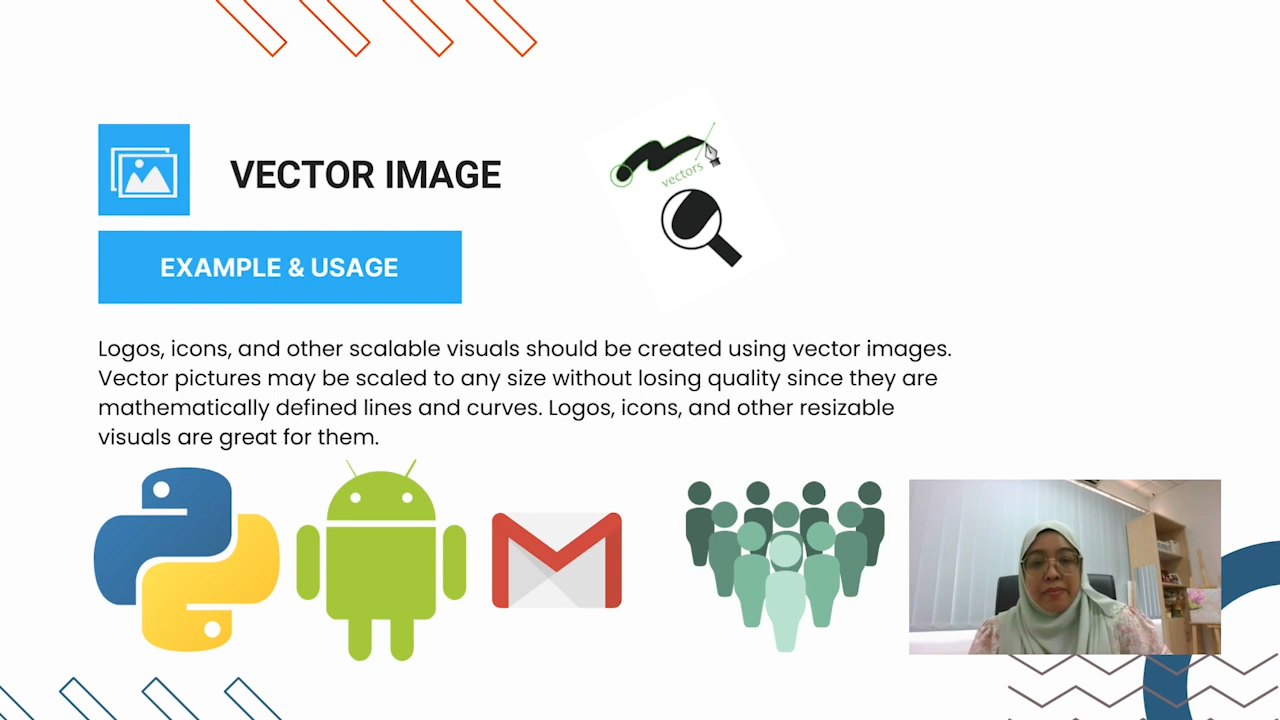 VECTOR IMAGE
vectors
EXAMPLE & USAGE
Logos, icons, and other scalable visuals should be created using vector images.
Vector pictures may be scaled to any size without losing quality since they are
mathematically defined lines and curves. Logos, icons, and other resizable
visuals are great for them.